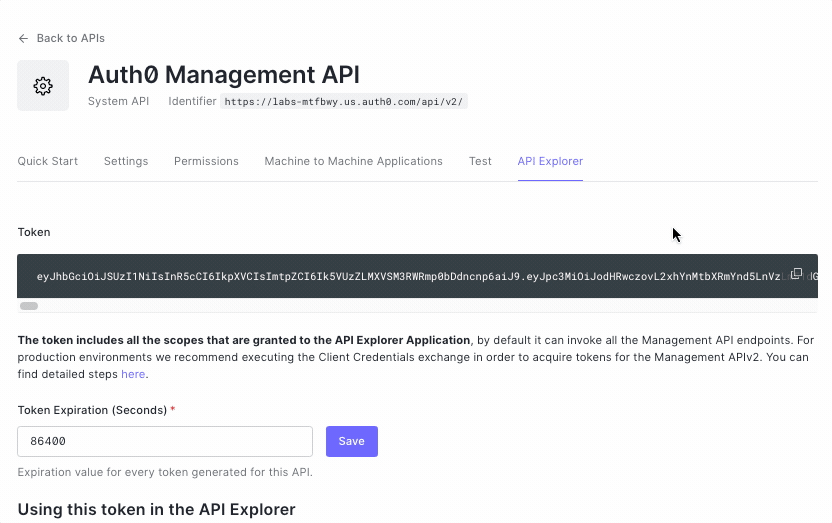 Back to APIs
Auth0 Management API
System API Identifier https://labs-mtfbwy.us.auth0.com/api/v2/
Quick Start Settings Permissions Machine to Machine Applications Test API Explorer
Token
eyJhbGciOiJSUzI1NiIsInR5cCI6IkpXVCIsImtpZCI6Ik5VUzZLMXVSM3RWRmp0bDdncnp6aiJ9.eyJpc3MiOiJodHRwczovL2xhYnMtbXRmYnd5LnVz
The token includes all the scopes that are granted to the API Explorer Application, by default it can invoke all the Management API endpoints. For
production environments we recommend executing the Client Credentials exchange in order to acquire tokens for the Management APIv2. You can
find detailed steps here.
Token Expiration (Seconds) *
86400 Save
Expiration value for every token generated for this API.
Using this token in the API Explorer